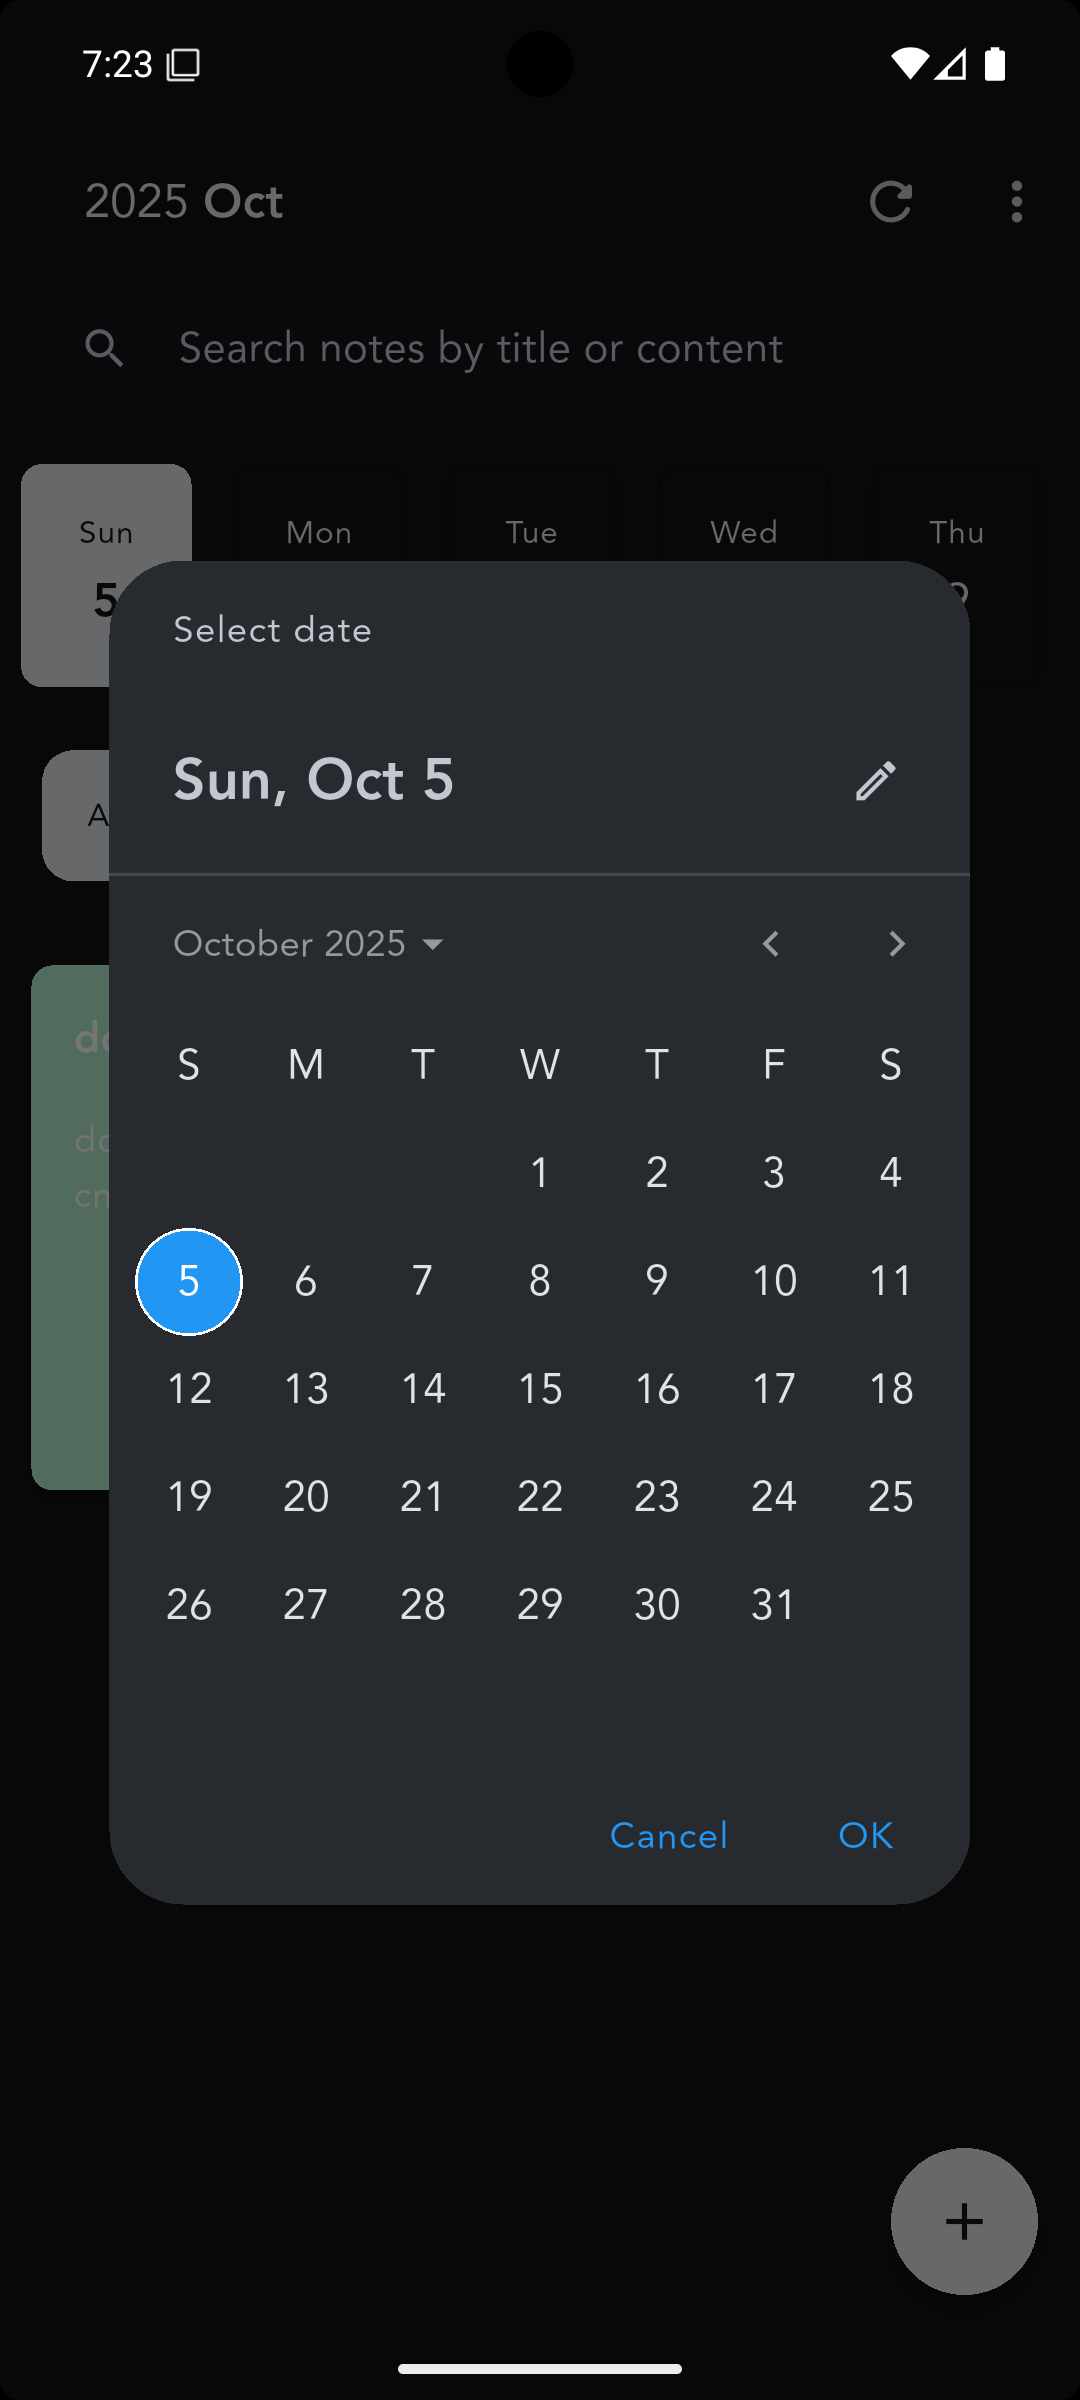 7:23
2025 Oct
Search notes by title or content
Sun
Mon
Tue
Wed
Thu
5
Select date
Sun, Oct 5
October 2025
S M T W T F S
1 2 3 4
5 6 7 8 9 10 11
12 13 14 15 16 17 18
19 20 21 22 23 24 25
26 27 28 29 30 31
Cancel
OK